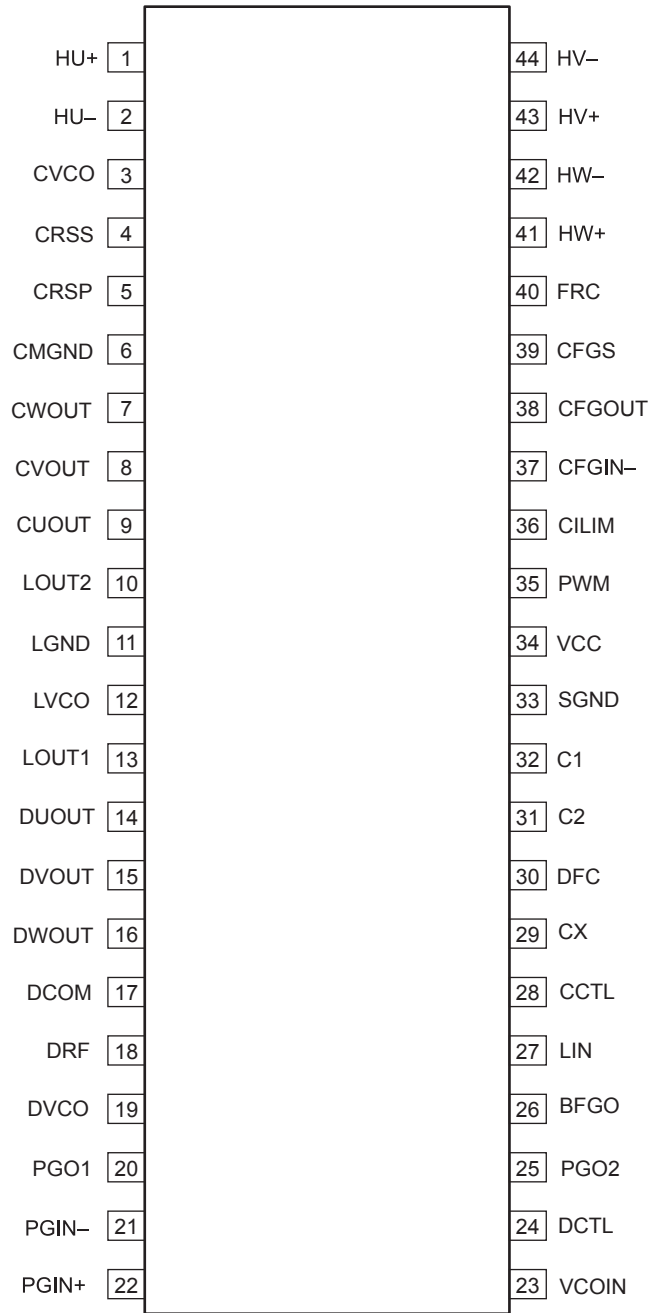 HU+ 1 44 HV–
HU– 2 43 HV+
CVCO 3 42 HW–
CRSS 4 41 HW+
CRSP 5 40 FRC
CMGND 6 39 CFGS
CWOUT 7 38 CFGOUT
CVOUT 8 37 CFGIN–
CUOUT 9 36 CILIM
LOUT2 10 35 PWM
LGND 11 34 VCC
LVCO 12 33 SGND
LOUT1 13 32 C1
DUOUT 14 31 C2
DVOUT 15 30 DFC
DWOUT 16 29 CX
DCOM 17 28 CCTL
DRF 18 27 LIN
DVCO 19 26 BFGO
PGO1 20 25 PGO2
PGIN– 21 24 DCTL
PGIN+ 22 23 VCOIN